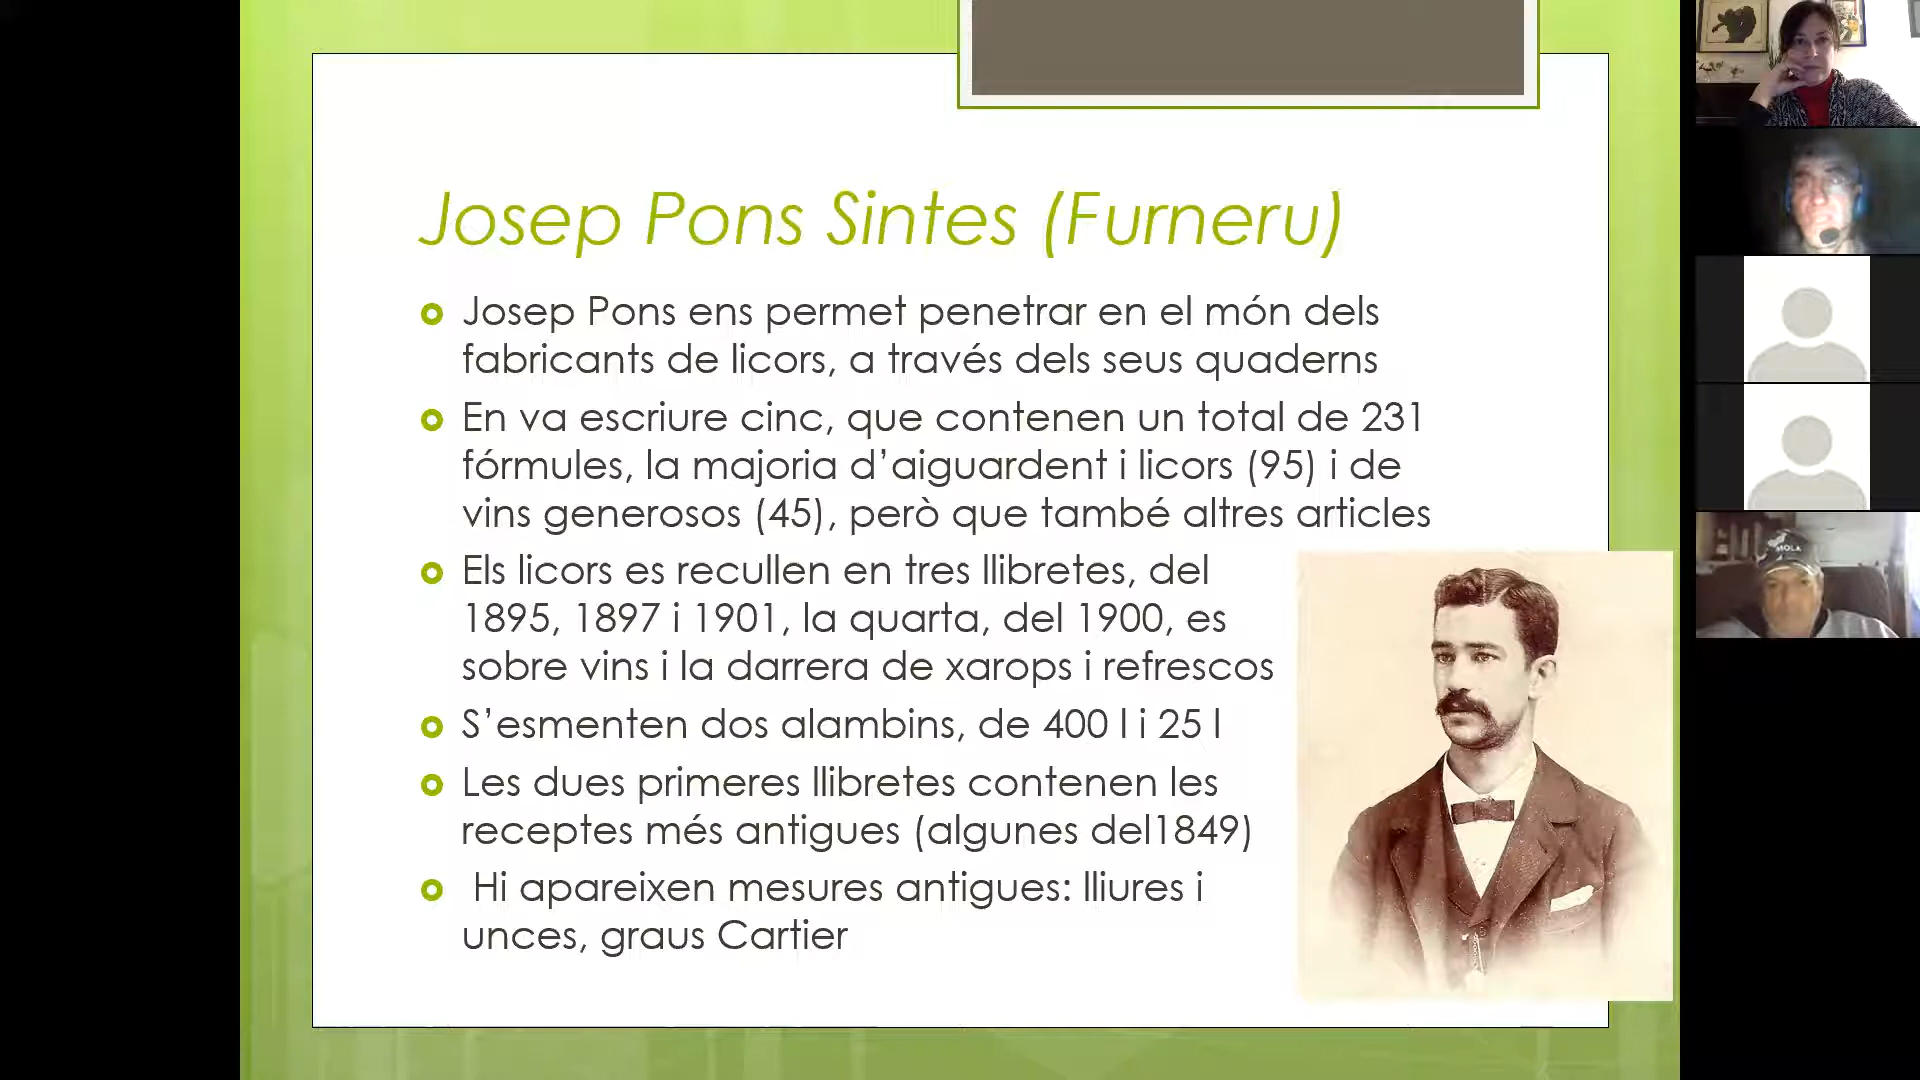 Josep Pons Sintes (Furneru)
Josep Pons ens permet penetrar en el món dels
fabricants de licors, a través dels seus quaderns
En va escriure cinc, que contenen un total de 231
fórmules, la majoria d’aiguardent i licors (95) i de
vins generosos (45), però que també altres articles
Els licors es recullen en tres llibretes, del
1895, 1897 i 1901, la quarta, del 1900, es
sobre vins i la darrera de xarops i refrescos
S’esmenten dos alambins, de 400 l i 25 l
Les dues primeres llibretes contenen les
receptes més antigues (algunes del1849)
Hi apareixen mesures antigues: lliures i
unces, graus Cartier